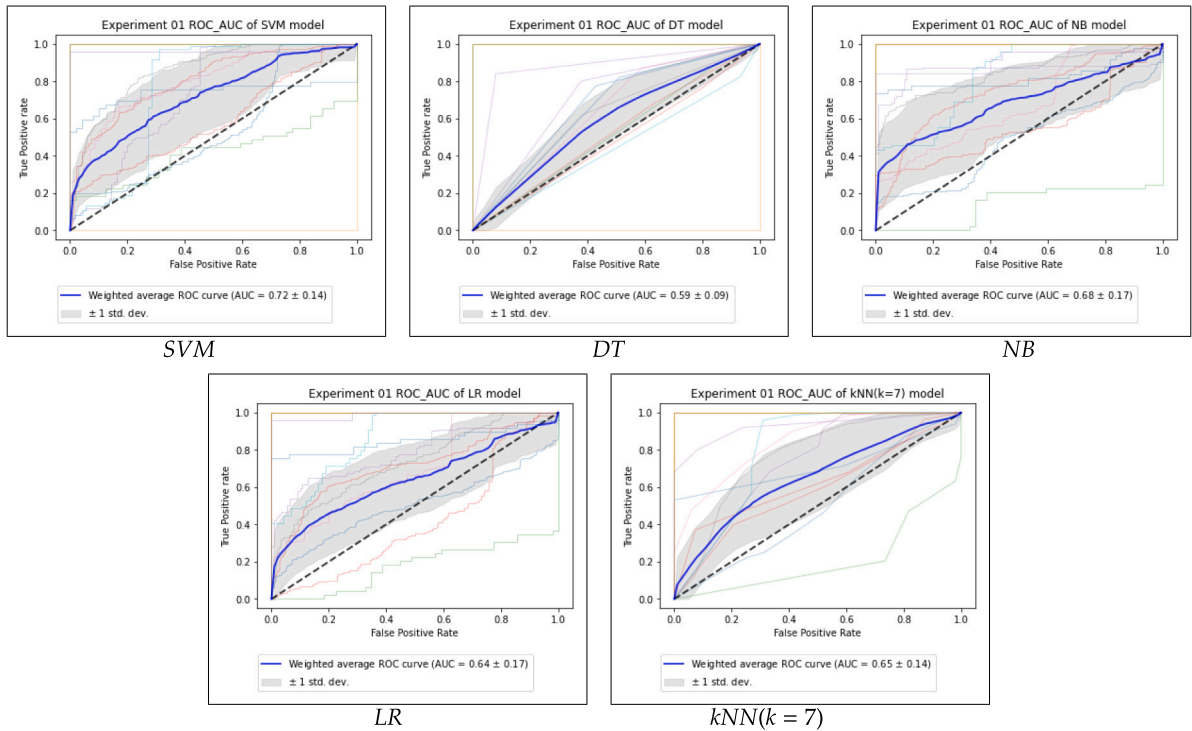 Experiment 01 ROC_AUC of SVM model
True Positive rate
1.0
0.8
0.6
0.4
0.2
0.0
0.0 0.2 0.4 0.6 0.8 1.0
False Positive Rate
Weighted average ROC curve (AUC = 0.72 ± 0.14)
± 1 std. dev.
SVM
Experiment 01 ROC_AUC of DT model
True Positive rate
1.0
0.8
0.6
0.4
0.2
0.0
0.0 0.2 0.4 0.6 0.8 1.0
False Positive Rate
Weighted average ROC curve (AUC = 0.59 ± 0.09)
± 1 std. dev.
DT
Experiment 01 ROC_AUC of NB model
True Positive rate
1.0
0.8
0.6
0.4
0.2
0.0
0.0 0.2 0.4 0.6 0.8 1.0
False Positive Rate
Weighted average ROC curve (AUC = 0.68 ± 0.17)
± 1 std. dev.
NB
Experiment 01 ROC_AUC of LR model
True Positive rate
1.0
0.8
0.6
0.4
0.2
0.0
0.0 0.2 0.4 0.6 0.8 1.0
False Positive Rate
Weighted average ROC curve (AUC = 0.64 ± 0.17)
± 1 std. dev.
LR
Experiment 01 ROC_AUC of kNN(k=7) model
True Positive rate
1.0
0.8
0.6
0.4
0.2
0.0
0.0 0.2 0.4 0.6 0.8 1.0
False Positive Rate
Weighted average ROC curve (AUC = 0.65 ± 0.14)
± 1 std. dev.
kNN(k = 7)